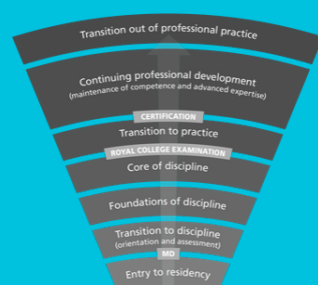 Transition out of professional practice
Continuing professional development
(maintenance of competence and advanced expertise)
CERTIFICATION
Transition to practice
ROYAL COLLEGE EXAMINATION
Core of discipline
Foundations of discipline
Transition to discipline
(orientation and assessment)
MD
Entry to residency